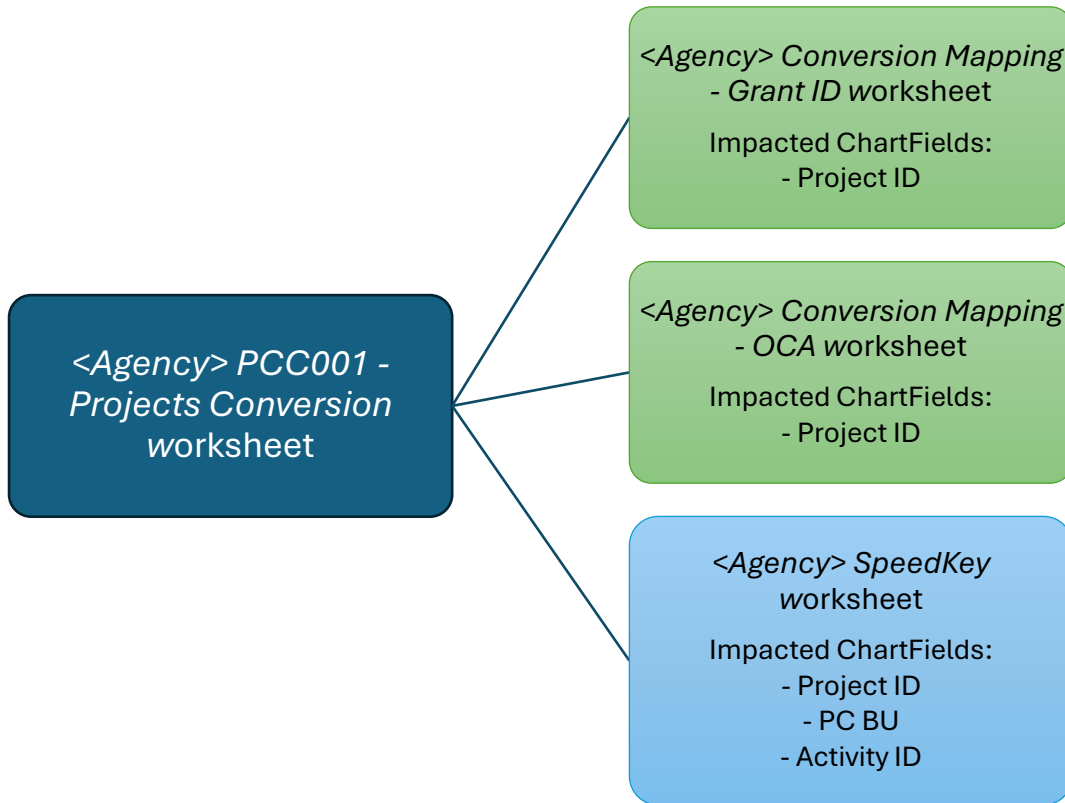 <Agency> PCC001 -
Projects Conversion
worksheet
<Agency> Conversion Mapping
- Grant ID worksheet
Impacted ChartFields:
- Project ID
<Agency> Conversion Mapping
- OCA worksheet
Impacted ChartFields:
- Project ID
<Agency> SpeedKey
worksheet
Impacted ChartFields:
- Project ID
- PC BU
- Activity ID